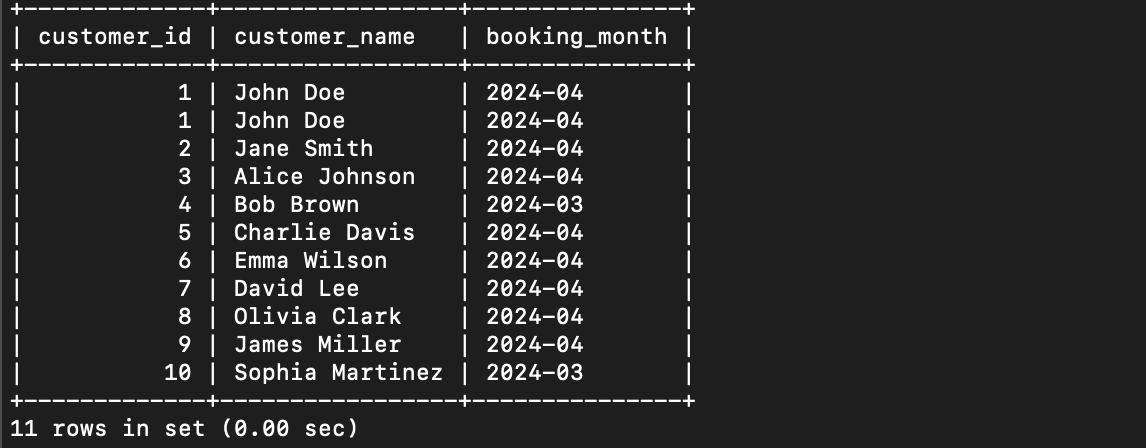 +-------------+-----------------+---------------+
| customer_id | customer_name   | booking_month |
+-------------+-----------------+---------------+
|           1 | John Doe        | 2024-04       |
|           1 | John Doe        | 2024-04       |
|           2 | Jane Smith      | 2024-04       |
|           3 | Alice Johnson   | 2024-04       |
|           4 | Bob Brown       | 2024-03       |
|           5 | Charlie Davis   | 2024-04       |
|           6 | Emma Wilson     | 2024-04       |
|           7 | David Lee       | 2024-04       |
|           8 | Olivia Clark    | 2024-04       |
|           9 | James Miller    | 2024-04       |
|          10 | Sophia Martinez | 2024-03       |
+-------------+-----------------+---------------+
11 rows in set (0.00 sec)